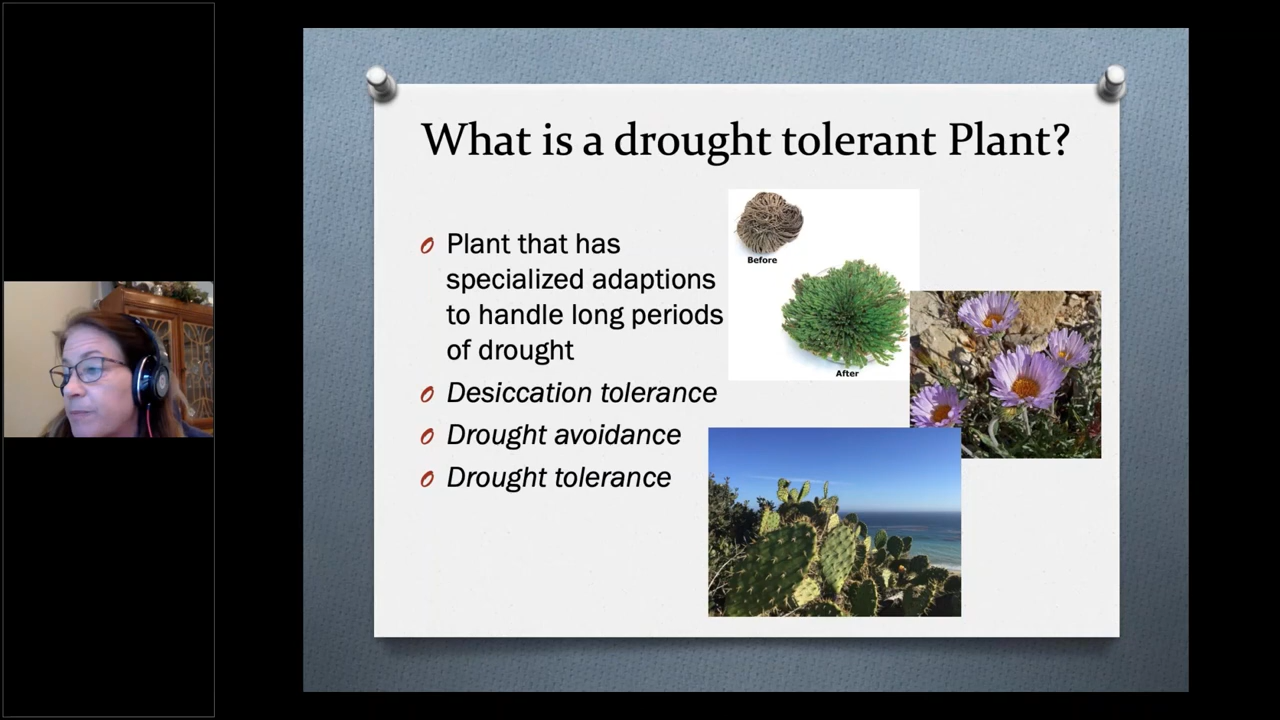 What is a drought tolerant Plant?
Plant that has
specialized adaptions
to handle long periods
of drought
Desiccation tolerance
Drought avoidance
Drought tolerance
Before
After